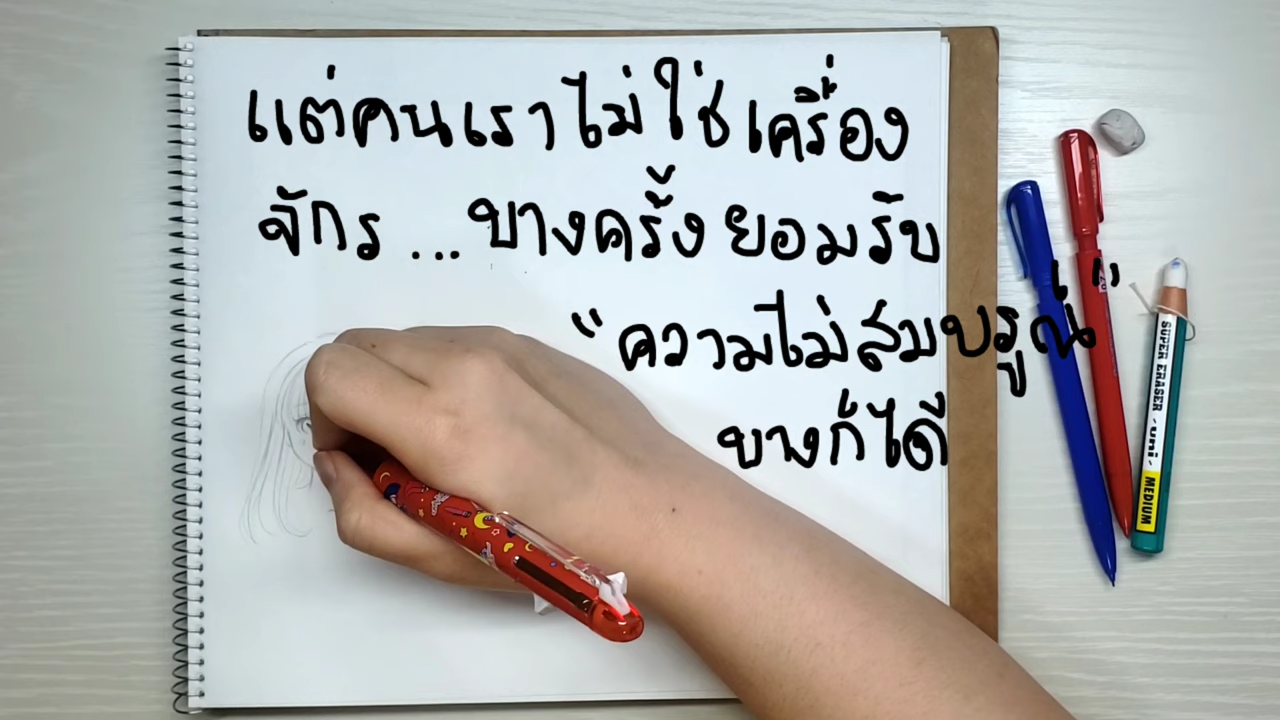 แต่คนเราไม่ใช่เครื่อง
จักร ... บางครั้ง ยอมรับ
“ความไม่สมบรูณ์”
บางก็ได้
SUPER ERASER uni MEDIUM
0.7